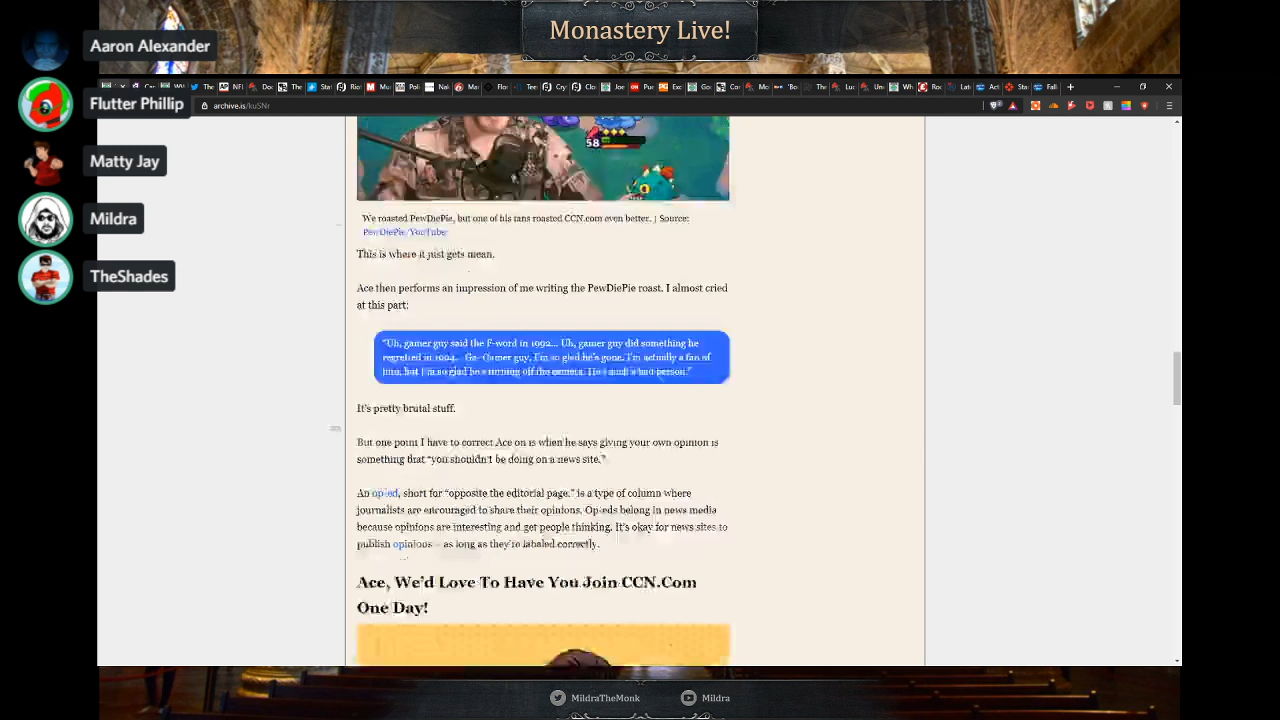 Monastery Live!
Aaron Alexander
Flutter Phillip
Matty Jay
Mildra
TheShades
archive.is/kuSNr
58
We roasted PewDiePie, but one of his fans roasted CCN.com even better. | Source:
PewDiePie/YouTube
This is where it just gets mean.
Ace then performs an impression of me writing the PewDiePie roast. I almost cried
at this part:
"Uh, gamer guy said the F-word in 1992... Uh, gamer guy did something he
regretted in 1994... Ga- Gamer guy, I'm so glad he's gone. I'm actually a fan of
him, but I'm so glad he's turning off the camera. He's such a bad person."
It's pretty brutal stuff.
But one point I have to correct Ace on is when he says giving your own opinion is
something that "you shouldn't be doing on a news site."
An op-ed, short for "opposite the editorial page," is a type of column where
journalists are encouraged to share their opinions. Op-eds belong in news media
because opinions are interesting and get people thinking. It's okay for news sites to
publish opinions – as long as they're labeled correctly.
Ace, We'd Love To Have You Join CCN.Com
One Day!
MildraTheMonk
Mildra